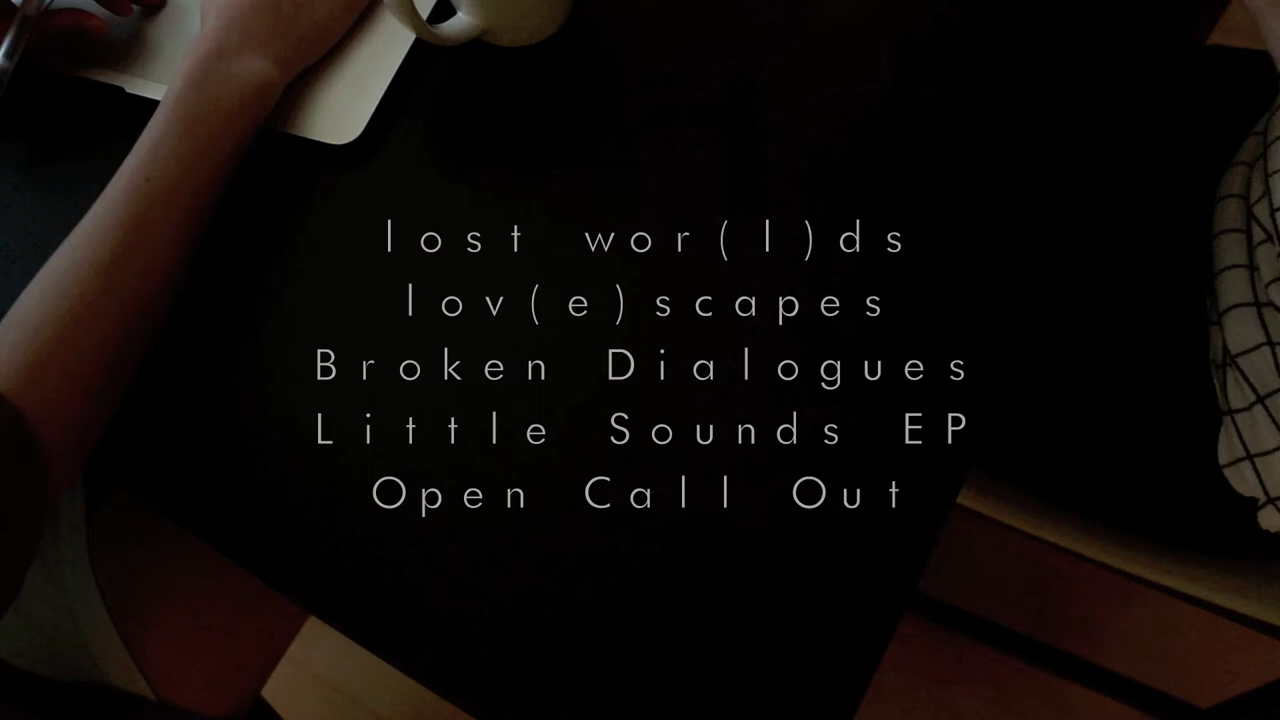 lost wor(l)ds
lov(e)scapes
Broken Dialogues
Little Sounds EP
Open Call Out